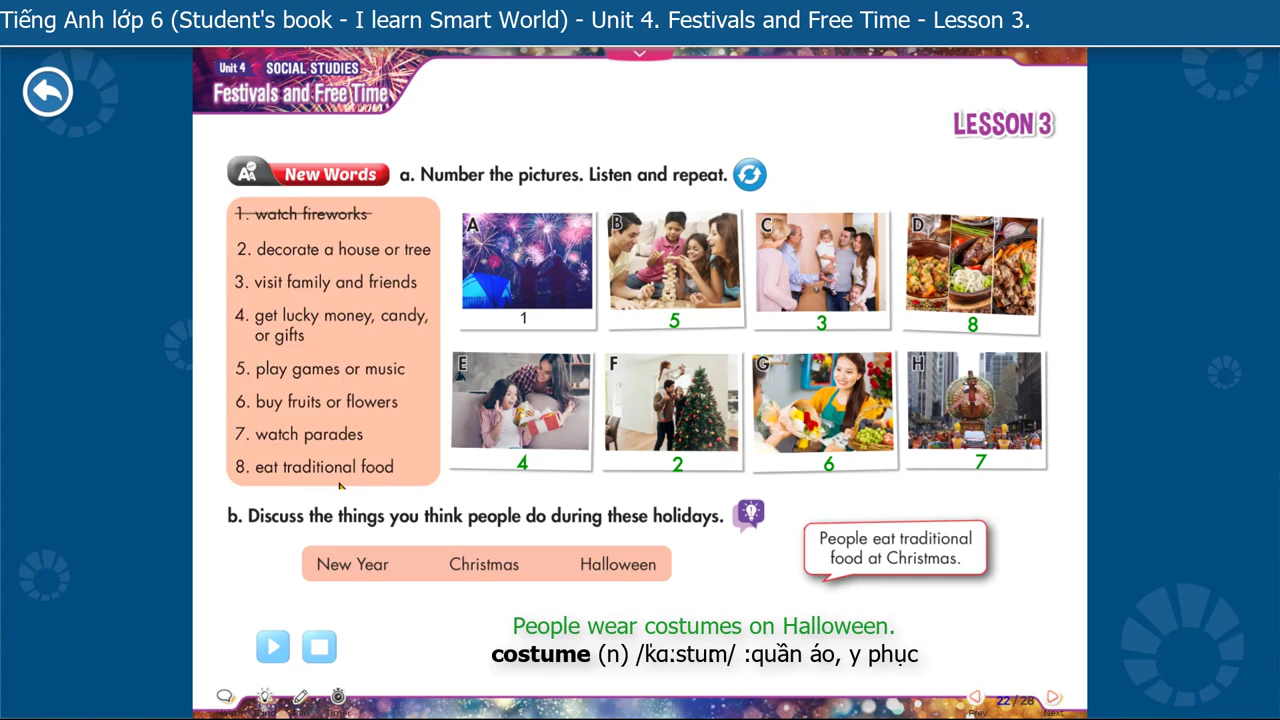 Tiếng Anh lớp 6 (Student's book - I learn Smart World) - Unit 4. Festivals and Free Time - Lesson 3.
Unit 4 SOCIAL STUDIES
Festivals and Free Time
LESSON 3
New Words a. Number the pictures. Listen and repeat.
1. watch fireworks
2. decorate a house or tree
3. visit family and friends
4. get lucky money, candy,
or gifts
5. play games or music
6. buy fruits or flowers
7. watch parades
8. eat traditional food
A B C D
1 5 3 8
E F G H
4 2 6 7
b. Discuss the things you think people do during these holidays.
New Year Christmas Halloween
People eat traditional
food at Christmas.
People wear costumes on Halloween.
costume (n) /ˈkɑːstuːm/ :quần áo, y phục
22 / 28
Prev Next